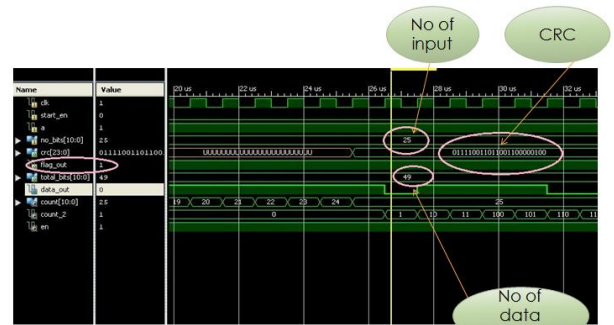 No of
input
CRC
Name
Value
20 us
22 us
24 us
26 us
28 us
30 us
32 us
clk
1
start_en
0
a
1
no_bits[10:0]
25
25
crc[23:0]
01111001101100
UUUUUUUUUUUUUUUUUUUUUUUU
011110011011001100000100
flag_out
1
total_bits[10:0]
49
49
data_out
0
count[10:0]
25
19
20
21
22
23
24
25
count_2
1
0
1
10
11
100
101
110
11
en
1
No of
data